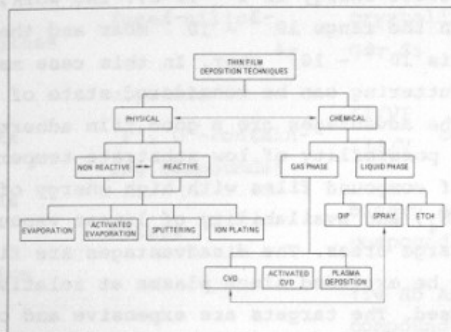 THIN FILM
DEPOSITION TECHNIQUES
PHYSICAL
CHEMICAL
NON REACTIVE
REACTIVE
GAS PHASE
LIQUID PHASE
DIP
SPRAY
ETCH
EVAPORATION
ACTIVATED
EVAPORATION
SPUTTERING
ION PLATING
CVD
ACTIVATED
CVD
PLASMA
DEPOSITION